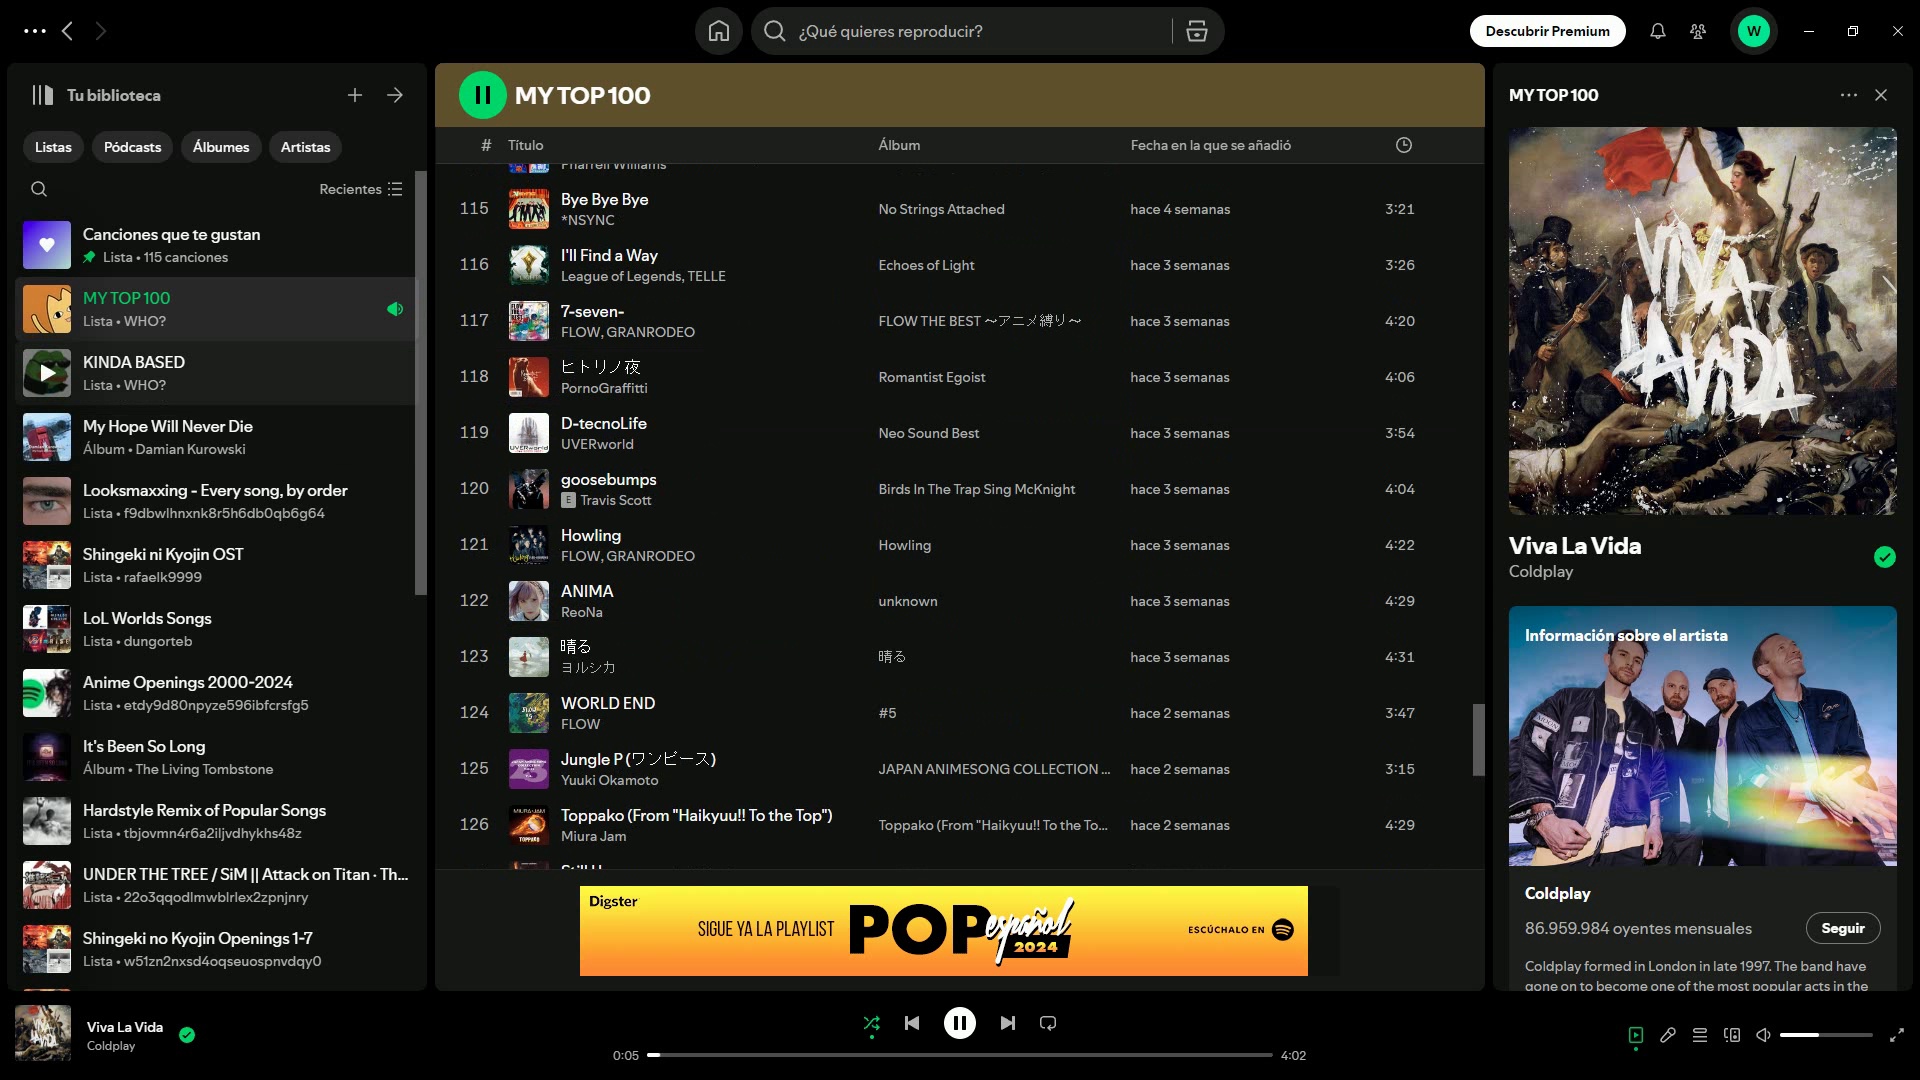 ¿Qué quieres reproducir?
Descubrir Premium
W
Tu biblioteca
Listas
Pódcasts
Álbumes
Artistas
Recientes
Canciones que te gustan
Lista • 115 canciones
MY TOP 100
Lista • WHO?
KINDA BASED
Lista • WHO?
My Hope Will Never Die
Álbum • Damian Kurowski
Looksmaxxing - Every song, by order
Lista • f9dbwlhnxnk8r5h6db0qb6g64
Shingeki ni Kyojin OST
Lista • rafaelk9999
LoL Worlds Songs
Lista • dungorteb
Anime Openings 2000-2024
Lista • etdy9d80npyze596ibfcrsfg5
It's Been So Long
Álbum • The Living Tombstone
Hardstyle Remix of Popular Songs
Lista • tbjovmn4r6a2iljvdhykhs48z
UNDER THE TREE / SiM || Attack on Titan · Th...
Lista • 22o3qqodlmwblrlex2zpnjnry
Shingeki no Kyojin Openings 1-7
Lista • w51zn2nxsd4oqseuospnvdqy0
MY TOP 100
# Título Álbum Fecha en la que se añadió
Pharrell Williams
115 Bye Bye Bye No Strings Attached hace 4 semanas 3:21
*NSYNC
116 I'll Find a Way Echoes of Light hace 3 semanas 3:26
League of Legends, TELLE
117 7-seven- FLOW THE BEST ～アニメ縛り～ hace 3 semanas 4:20
FLOW, GRANRODEO
118 ヒトリノ夜 Romantist Egoist hace 3 semanas 4:06
PornoGraffitti
119 D-tecnoLife Neo Sound Best hace 3 semanas 3:54
UVERworld
120 goosebumps Birds In The Trap Sing McKnight hace 3 semanas 4:04
E Travis Scott
121 Howling Howling hace 3 semanas 4:22
FLOW, GRANRODEO
122 ANIMA unknown hace 3 semanas 4:29
ReoNa
123 晴る 晴る hace 3 semanas 4:31
ヨルシカ
124 WORLD END #5 hace 2 semanas 3:47
FLOW
125 Jungle P (ワンピース) JAPAN ANIMESONG COLLECTION ... hace 2 semanas 3:15
Yuuki Okamoto
126 Toppako (From "Haikyuu!! To the Top") Toppako (From "Haikyuu!! To the To... hace 2 semanas 4:29
Miura Jam
Digster
SIGUE YA LA PLAYLIST POP español 2024 ESCÚCHALO EN
MY TOP 100
VIVA
LA VIDA
Viva La Vida
Coldplay
Información sobre el artista
Coldplay
86.959.984 oyentes mensuales
Seguir
Coldplay formed in London in late 1997. The band have
gone on to become one of the most popular acts in the
Viva La Vida
Coldplay
0:05
4:02